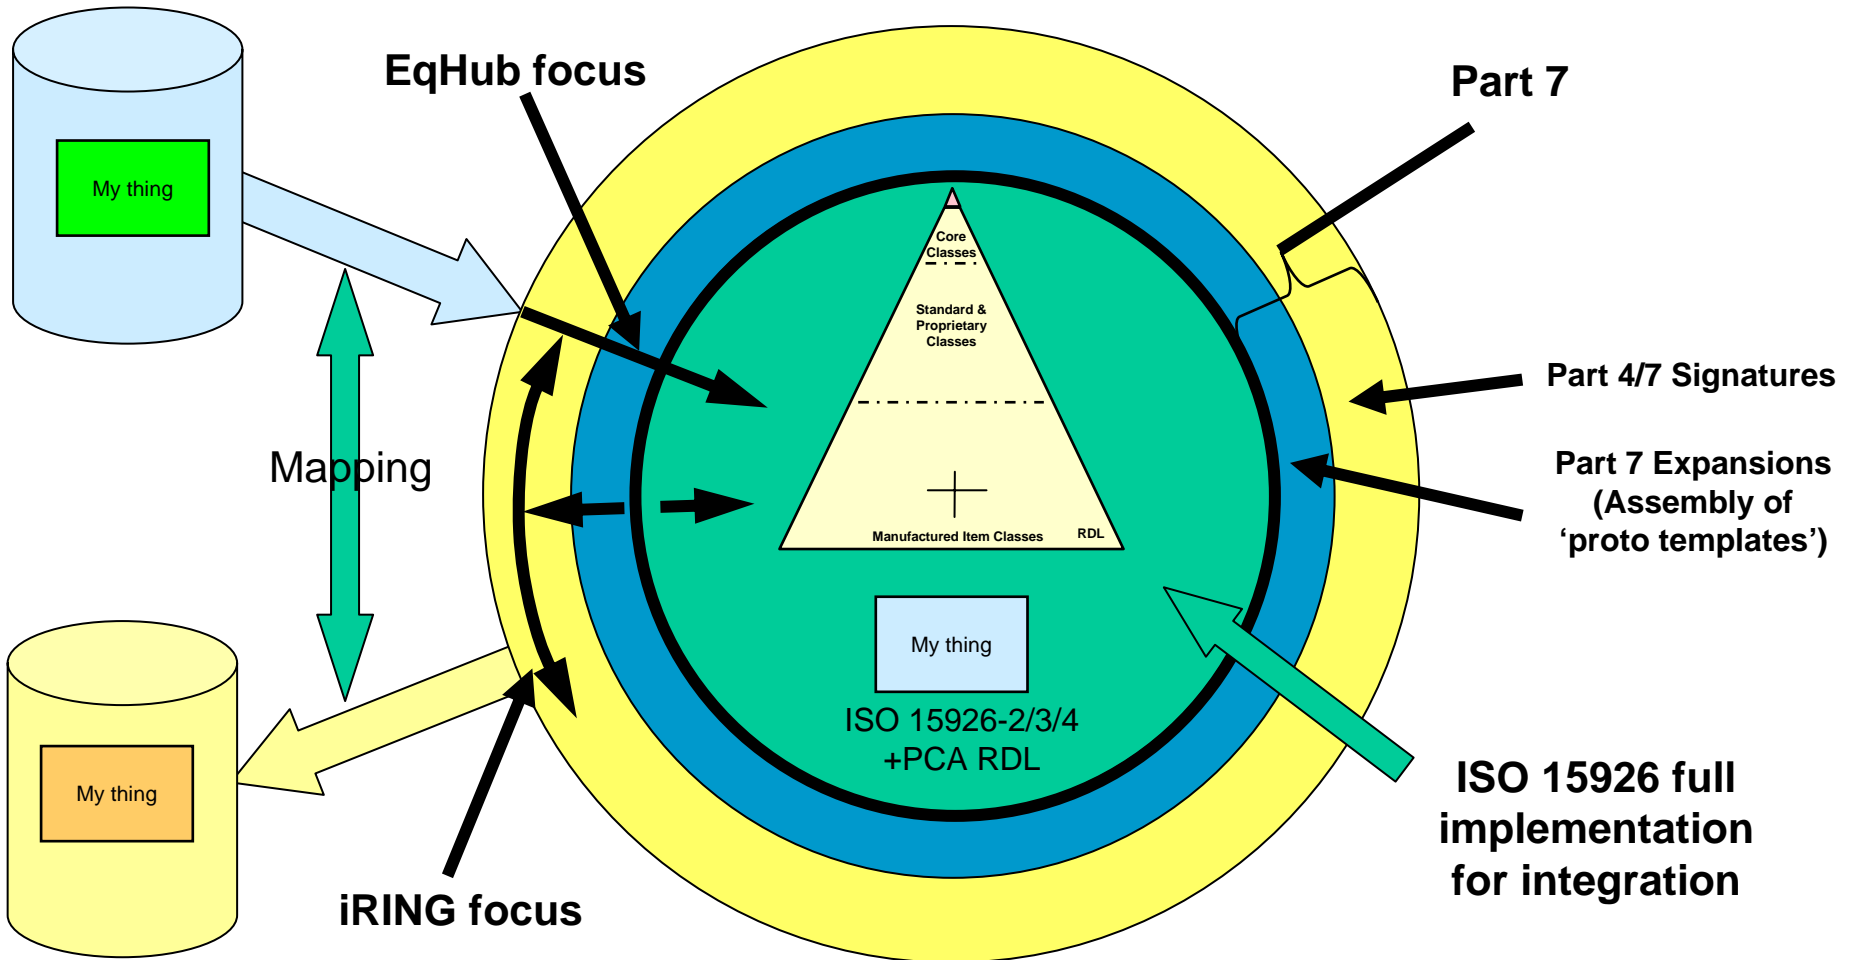 EqHub focus
Part 7
My thing
Core
Classes
Standard &
Proprietary
Classes
Part 4/7 Signatures
Mapping
Part 7 Expansions
(Assembly of
‘proto templates’)
Manufactured Item Classes
RDL
My thing
ISO 15926-2/3/4
+PCA RDL
My thing
ISO 15926 full
implementation
for integration
iRING focus